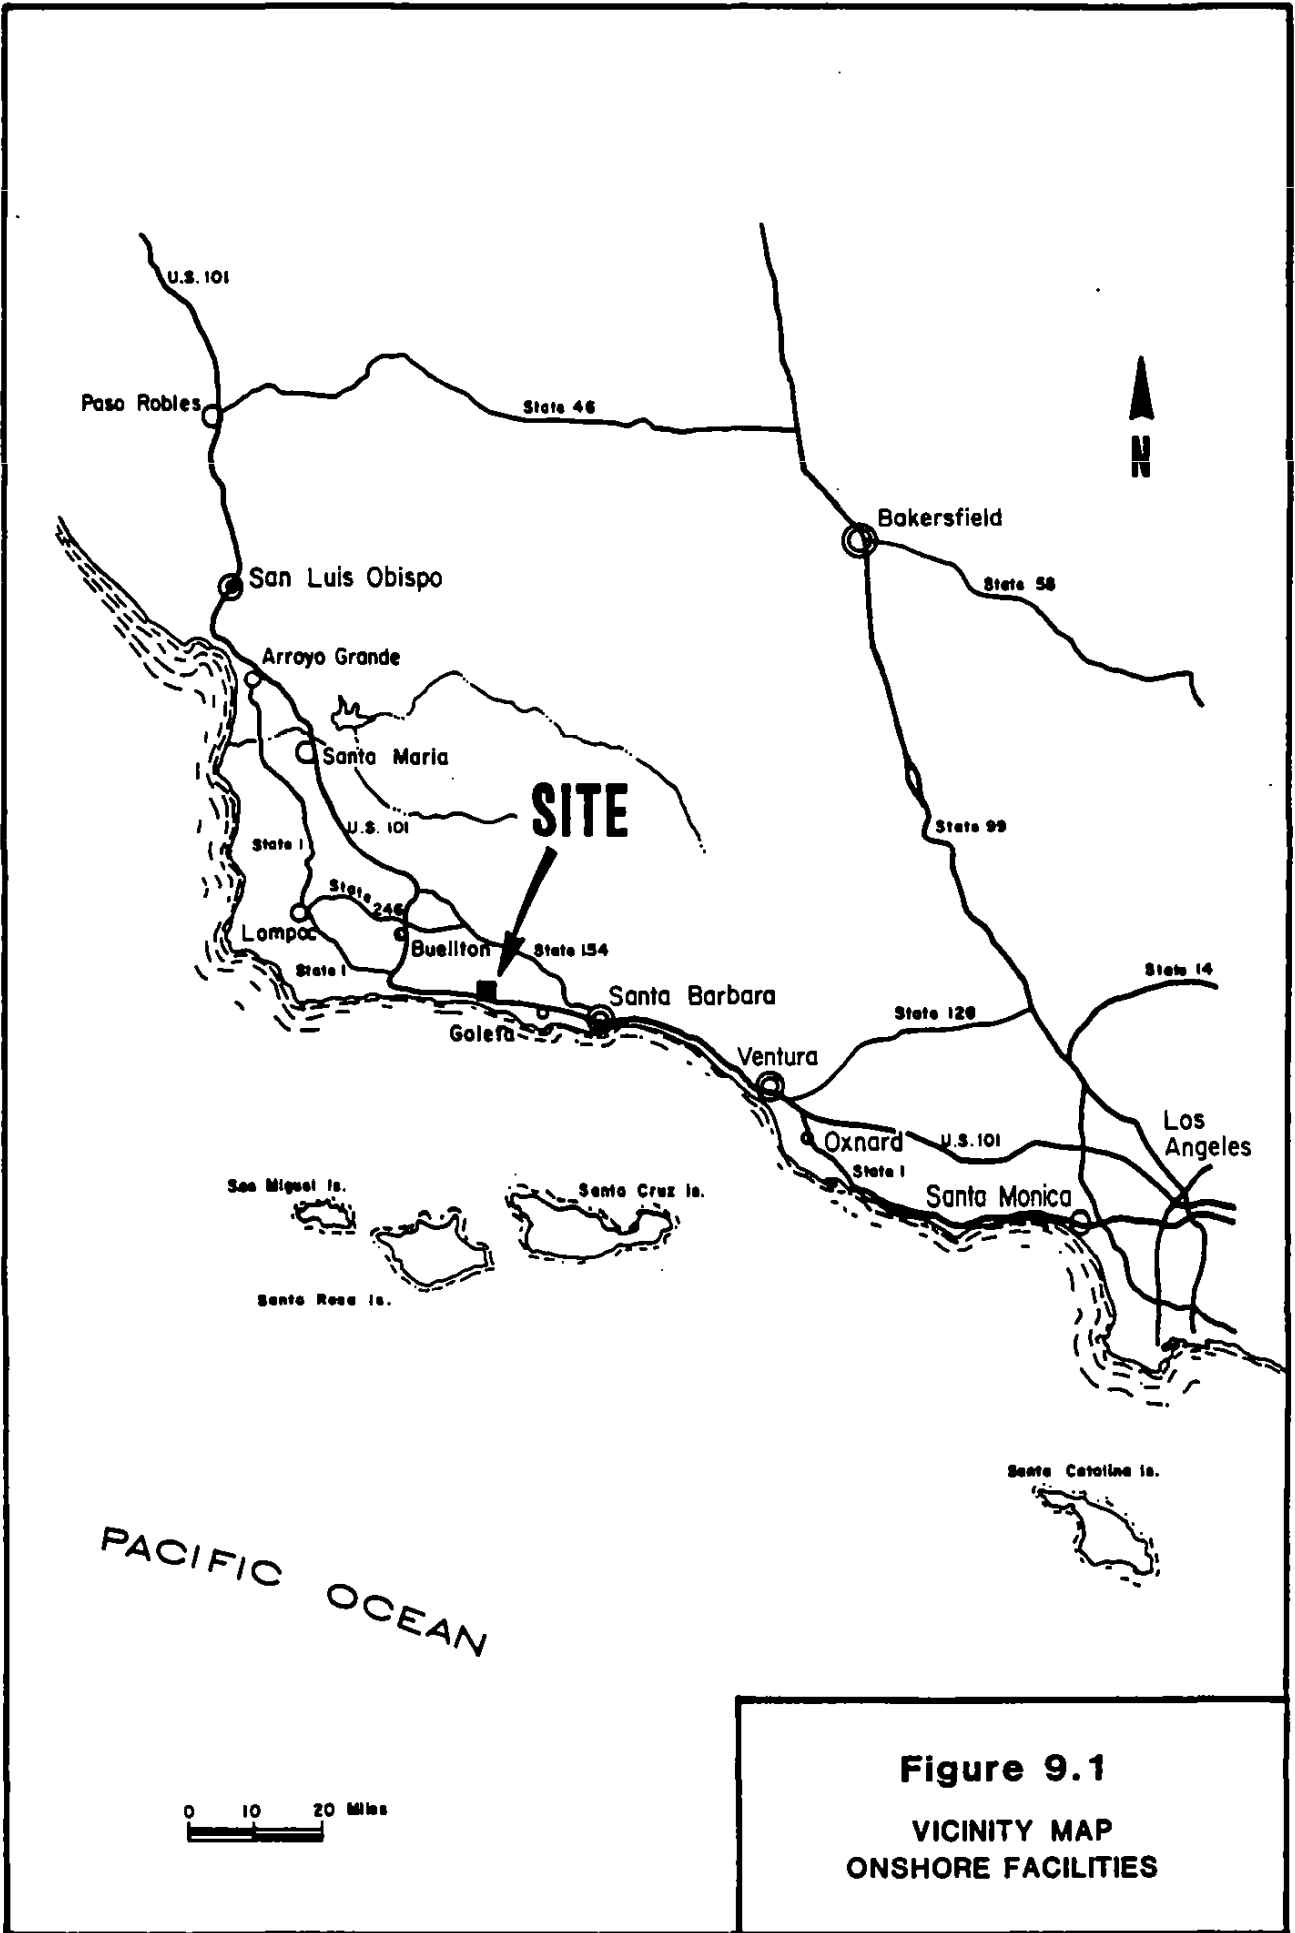 U.S. 101
Paso Robles
State 46
N
Bakersfield
State 58
San Luis Obispo
Arroyo Grande
Santa Maria
SITE
U.S. 101
State 99
State 1
State 246
Lompoc
Buellton
State 154
State 1
State 14
Santa Barbara
Goleta
State 126
Ventura
Los
Angeles
Oxnard
U.S. 101
State 1
San Miguel Is.
Santa Cruz Is.
Santa Monica
Santa Rosa Is.
Santa Catalina Is.
PACIFIC OCEAN
0 10 20 Miles
Figure 9.1
VICINITY MAP
ONSHORE FACILITIES